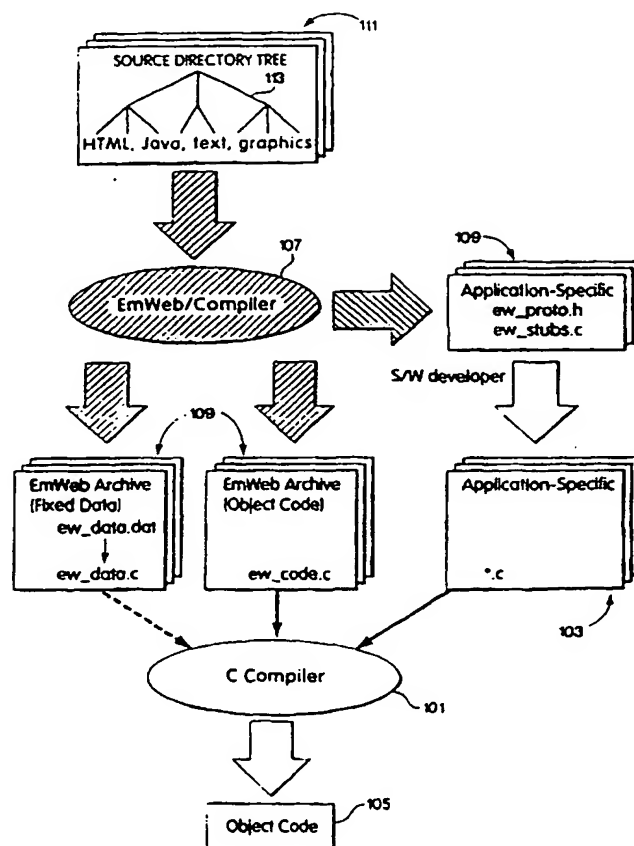 111
SOURCE DIRECTORY TREE
113
HTML, Java, text, graphics
107
EmWeb/Compiler
109
Application-Specific
ew_proto.h
ew_stubs.c
S/W developer
109
EmWeb Archive
(Fixed Data)
ew_data.dat
ew_data.c
EmWeb Archive
(Object Code)
ew_code.c
Application-Specific
*.c
103
C Compiler
101
105
Object Code